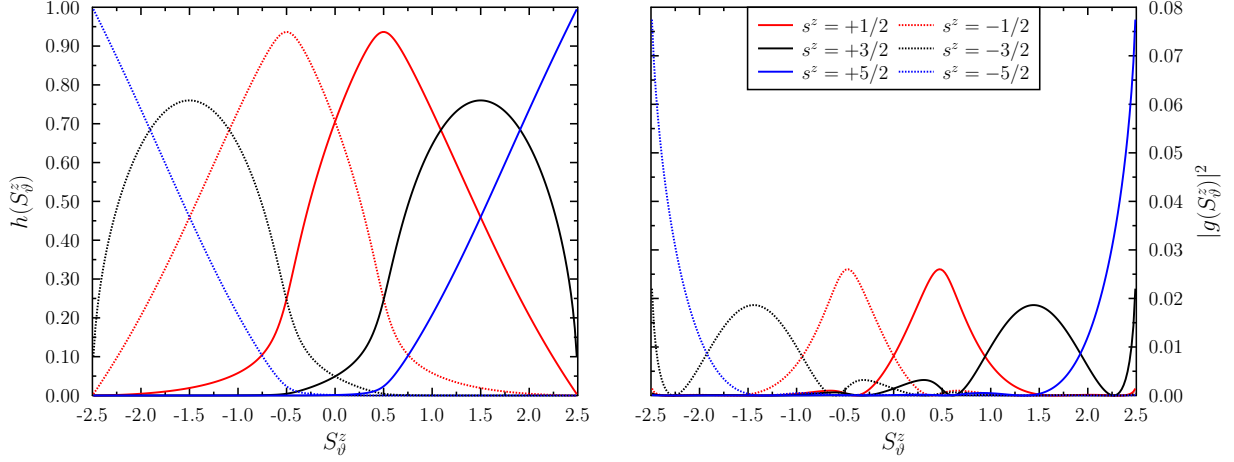 1.00
0.90
0.80
0.70
0.60
0.50
0.40
0.30
0.20
0.10
0.00
h(S^z_ϑ)
-2.5 -2.0 -1.5 -1.0 -0.5 0.0 0.5 1.0 1.5 2.0 2.5
S^z_ϑ
s^z = +1/2 s^z = −1/2
s^z = +3/2 s^z = −3/2
s^z = +5/2 s^z = −5/2
0.08
0.07
0.06
0.05
0.04
0.03
0.02
0.01
0.00
|g(S^z_ϑ)|^2
-2.5 -2.0 -1.5 -1.0 -0.5 0.0 0.5 1.0 1.5 2.0 2.5
S^z_ϑ